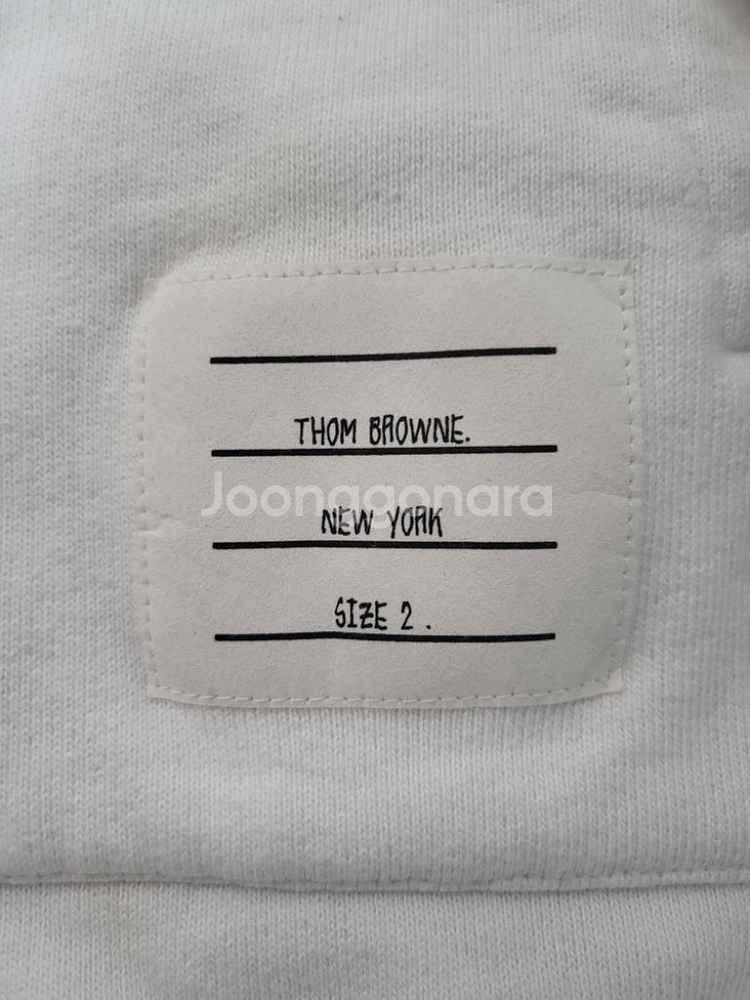 THOM BROWNE.
Joonggonara
NEW YORK
SIZE 2 .